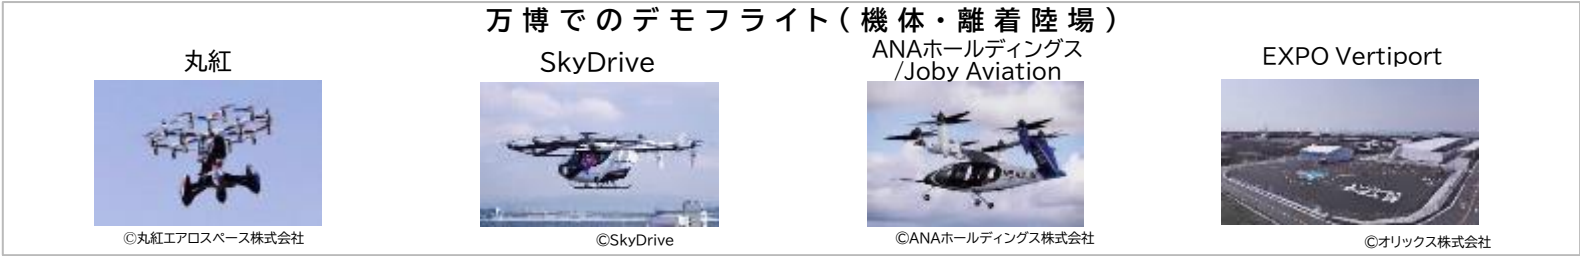 万博でのデモフライト(機体・離着陸場)
丸紅
SkyDrive
ANAホールディングス
/Joby Aviation
EXPO Vertiport
©丸紅エアロスペース株式会社
©SkyDrive
©ANAホールディングス株式会社
©オリックス株式会社